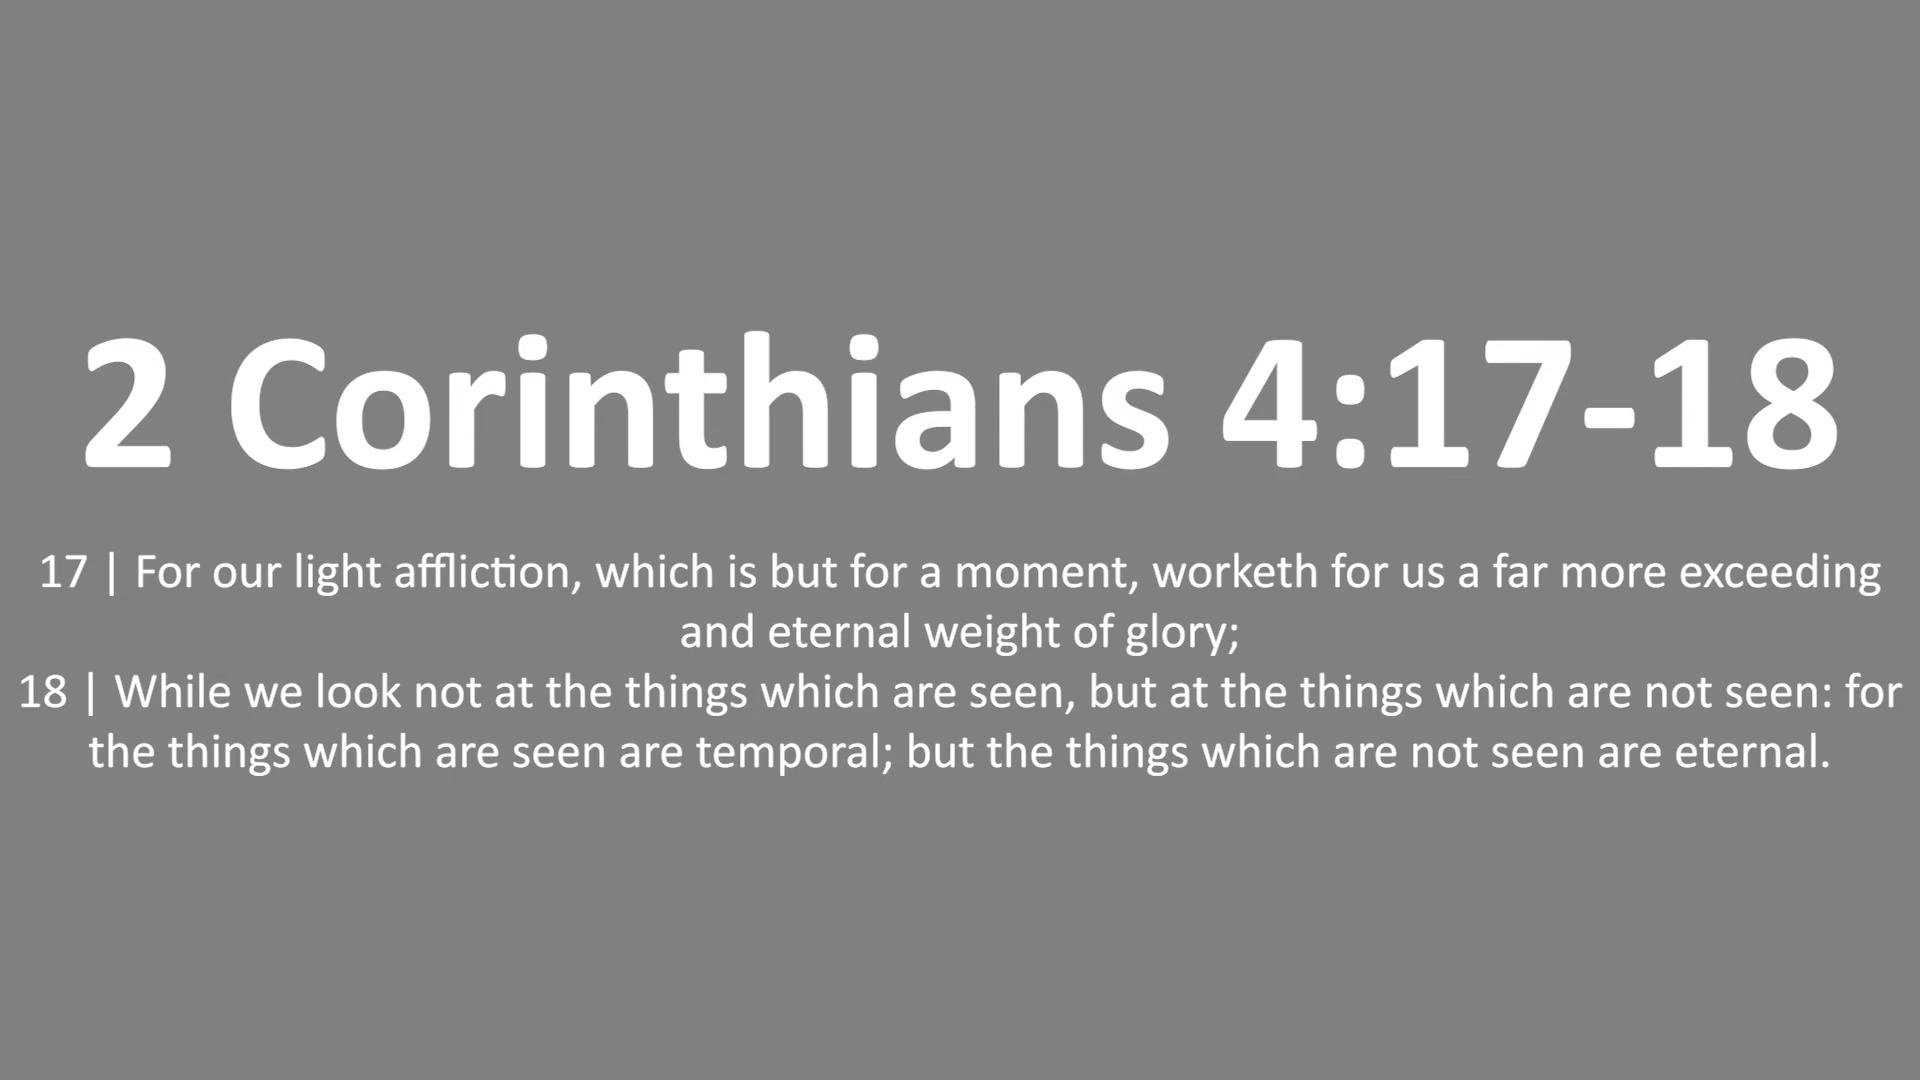 2 Corinthians 4:17-18
17 | For our light affliction, which is but for a moment, worketh for us a far more exceeding
and eternal weight of glory;
18 | While we look not at the things which are seen, but at the things which are not seen: for
the things which are seen are temporal; but the things which are not seen are eternal.